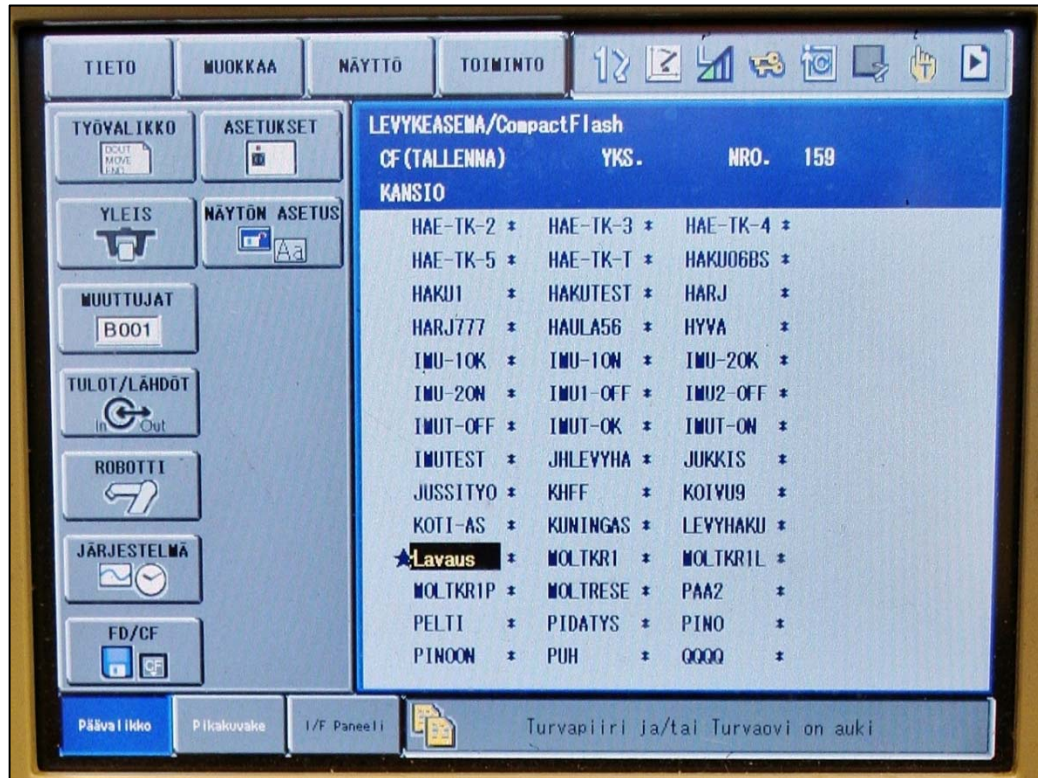 TIETO MUOKKAA NÄYTTÖ TOIMINTO
TYÖVALIKKO ASETUKSET
DOUT
MOVE
END
YLEIS NÄYTÖN ASETUS
Aa
MUUTTUJAT
B001
TULOT/LÄHDÖT
In Out
ROBOTTI
JÄRJESTELMÄ
FD/CF
CF
LEVYKEASEMA/CompactFlash
CF(TALLENNA) YKS. NRO. 159
KANSIO
HAE-TK-2 * HAE-TK-3 * HAE-TK-4 *
HAE-TK-5 * HAE-TK-T * HAKU06BS *
HAKU1 * HAKUTEST * HARJ *
HARJ777 * HAULA56 * HYVA *
IMU-1OK * IMU-1ON * IMU-2OK *
IMU-2ON * IMU1-OFF * IMU2-OFF *
IMUT-OFF * IMUT-OK * IMUT-ON *
IMUTEST * JHLEVYHA * JUKKIS *
JUSSITYO * KHFF * KOIVU9 *
KOTI-AS * KUNINGAS * LEVYHAKU *
★Lavaus * MOLTKR1 * MOLTKR1L *
MOLTKR1P * MOLTRESE * PAA2 *
PELTI * PIDATYS * PINO *
PINOON * PUH * QQQQ *
Päävalikko Pikakuvake I/F Paneeli Turvapiiri ja/tai Turvaovi on auki